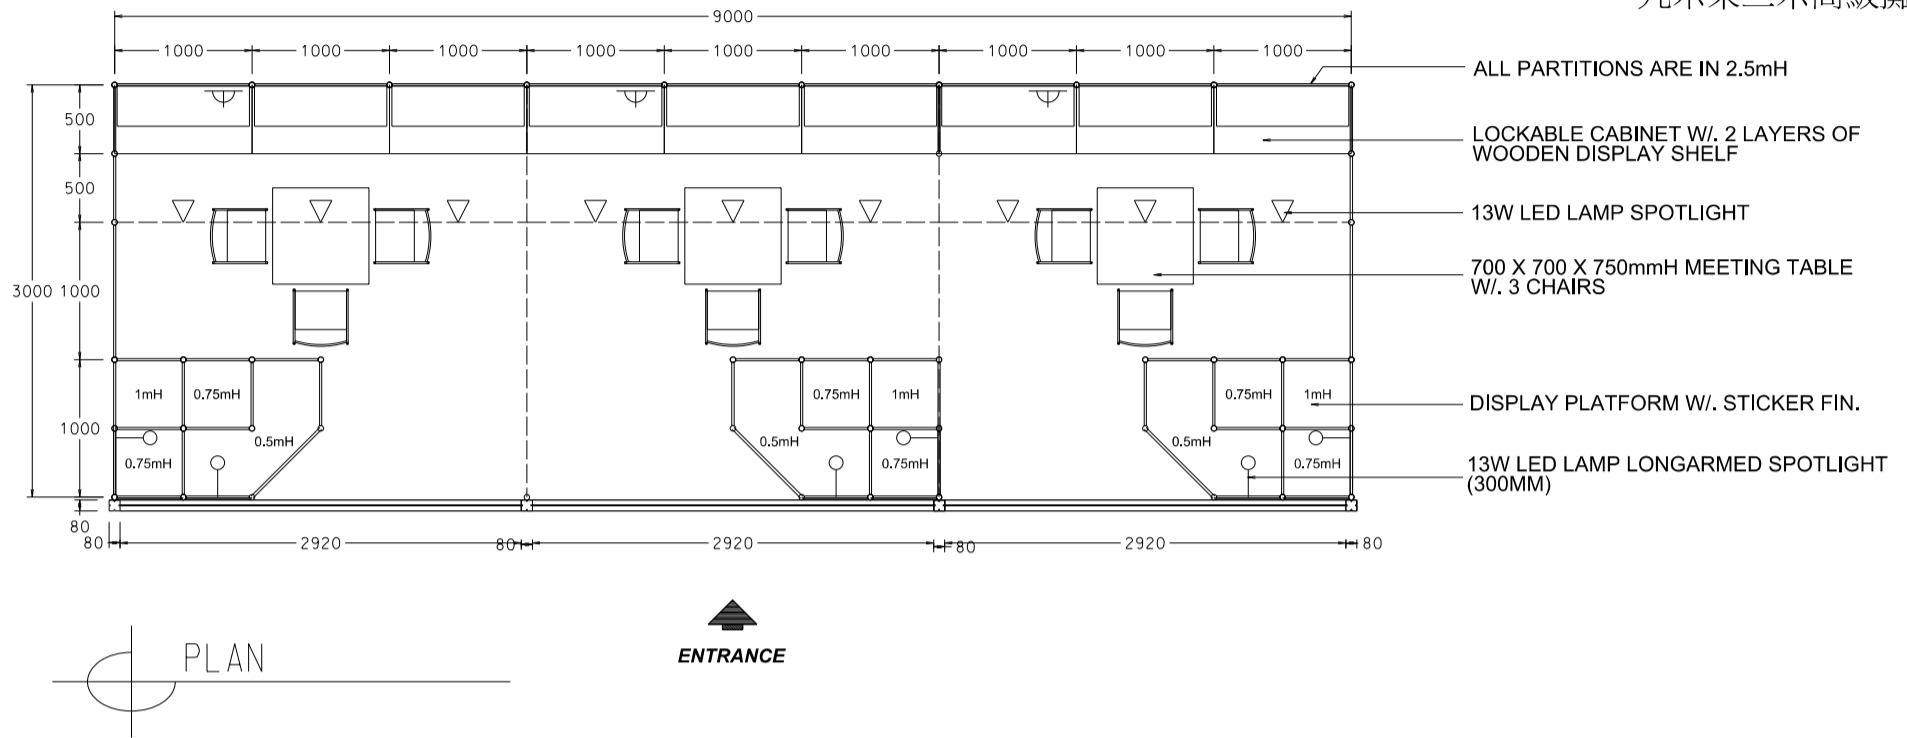 9000
1000 1000 1000 1000 1000 1000 1000 1000 1000
ALL PARTITIONS ARE IN 2.5mH
500
LOCKABLE CABINET W/. 2 LAYERS OF
WOODEN DISPLAY SHELF
500
13W LED LAMP SPOTLIGHT
3000 1000
700 X 700 X 750mmH MEETING TABLE
W/. 3 CHAIRS
1mH 0.75mH 0.75mH 1mH 0.75mH 1mH
DISPLAY PLATFORM W/. STICKER FIN.
1000
0.5mH 0.5mH 0.5mH
0.75mH 0.75mH 0.75mH
13W LED LAMP LONGARMED SPOTLIGHT
(300MM)
80
80 2920 80 2920 80 2920 80
PLAN
ENTRANCE